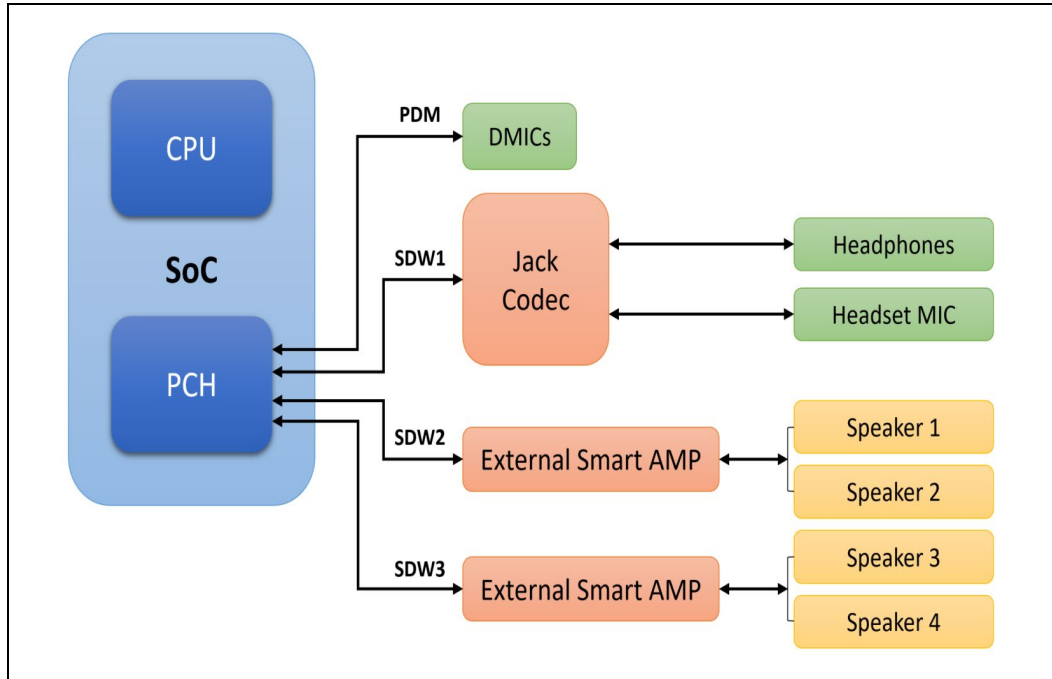 CPU
SoC
PCH
PDM
DMICs
SDW1
Jack
Codec
Headphones
Headset MIC
SDW2
External Smart AMP
Speaker 1
Speaker 2
SDW3
External Smart AMP
Speaker 3
Speaker 4